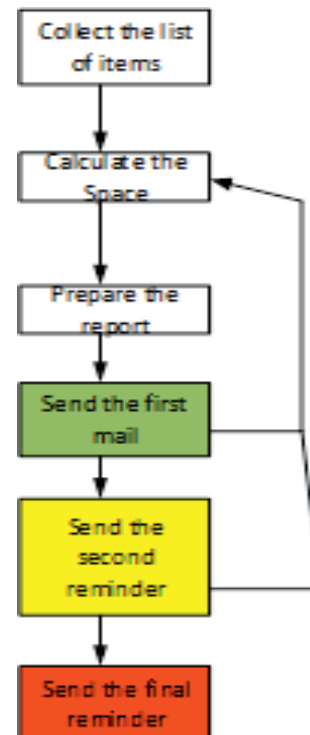 Collect the list
of items
Calculate the
Space
Prepare the
report
Send the first
mail
Send the
second
reminder
Send the final
reminder